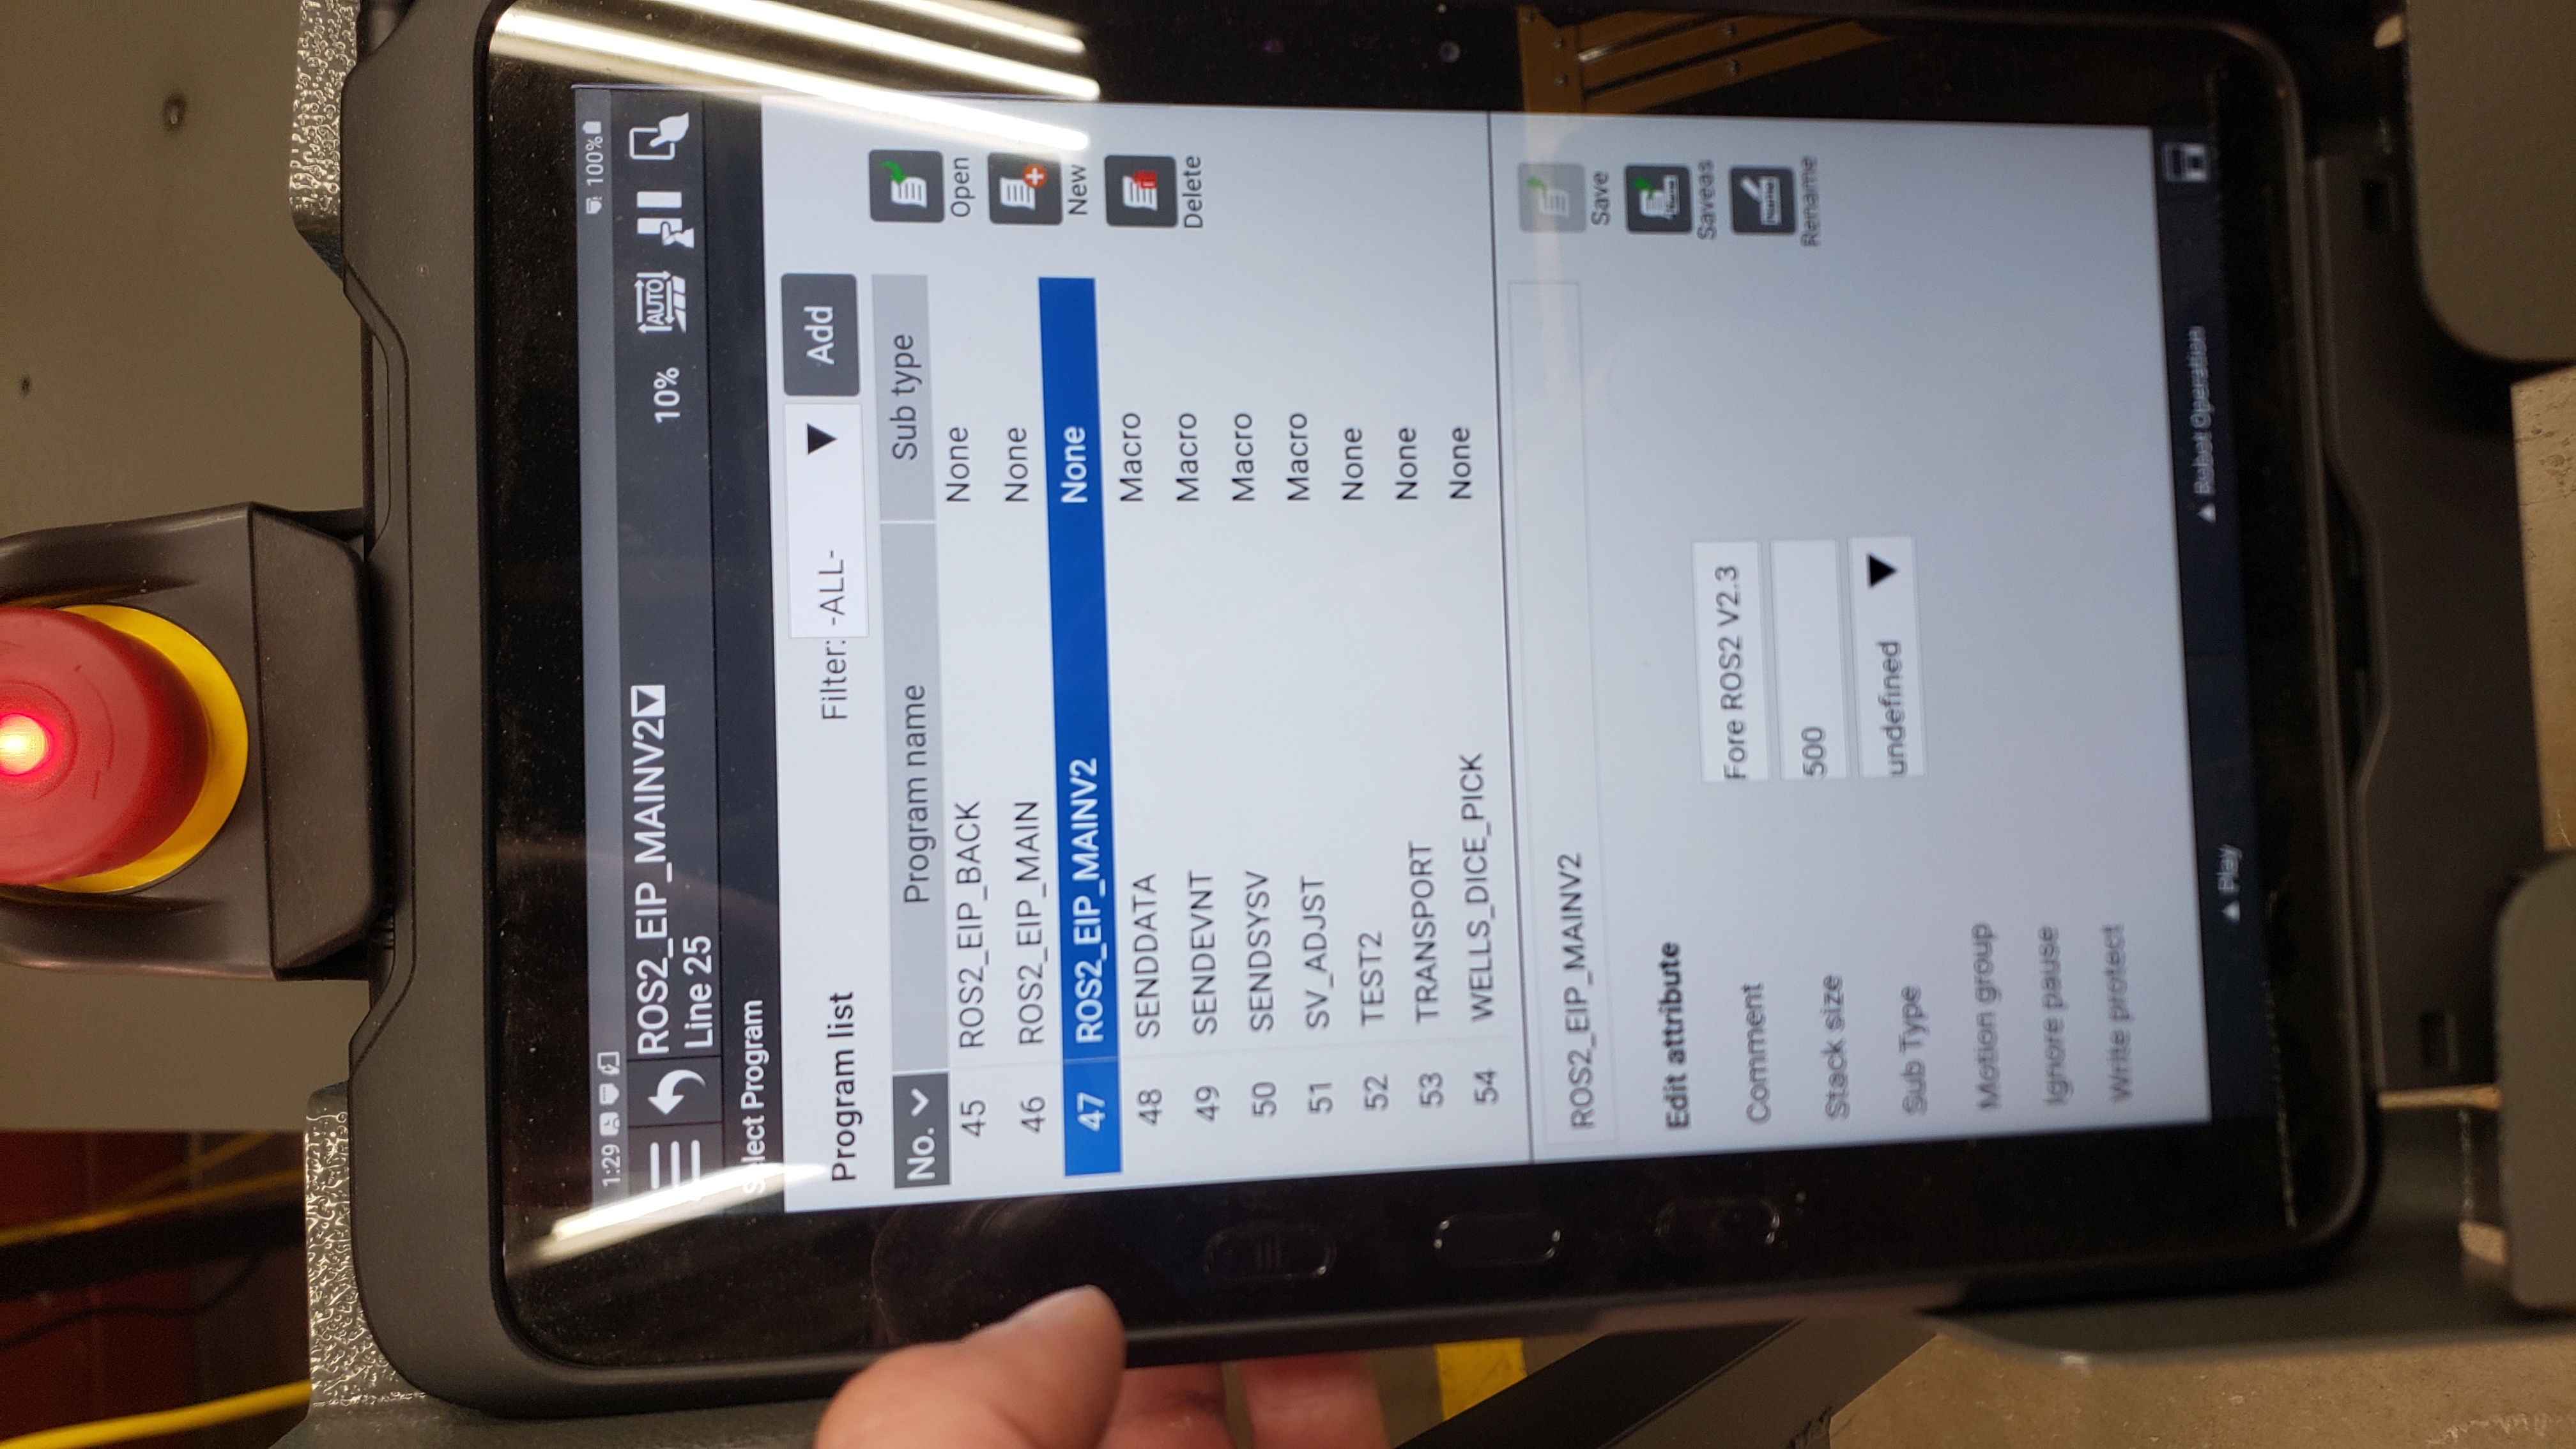 1:29 100%
ROS2_EIP_MAINV2
Line 25
10% AUTO
Select Program
Program list Filter: -ALL- Add
No. Program name Sub type
45 ROS2_EIP_BACK None
Open
46 ROS2_EIP_MAIN None
47 ROS2_EIP_MAINV2 None
New
48 SENDDATA Macro
49 SENDEVNT Macro
Delete
50 SENDSYSV Macro
51 SV_ADJST Macro
52 TEST2 None
53 TRANSPORT None
54 WELLS_DICE_PICK None
ROS2_EIP_MAINV2
Save
Edit attribute
Saveas
Comment Fore ROS2 V2.3
Stack size 500
Rename
Sub Type undefined
Motion group
Ignore pause
Write protect
Play Robot Operation